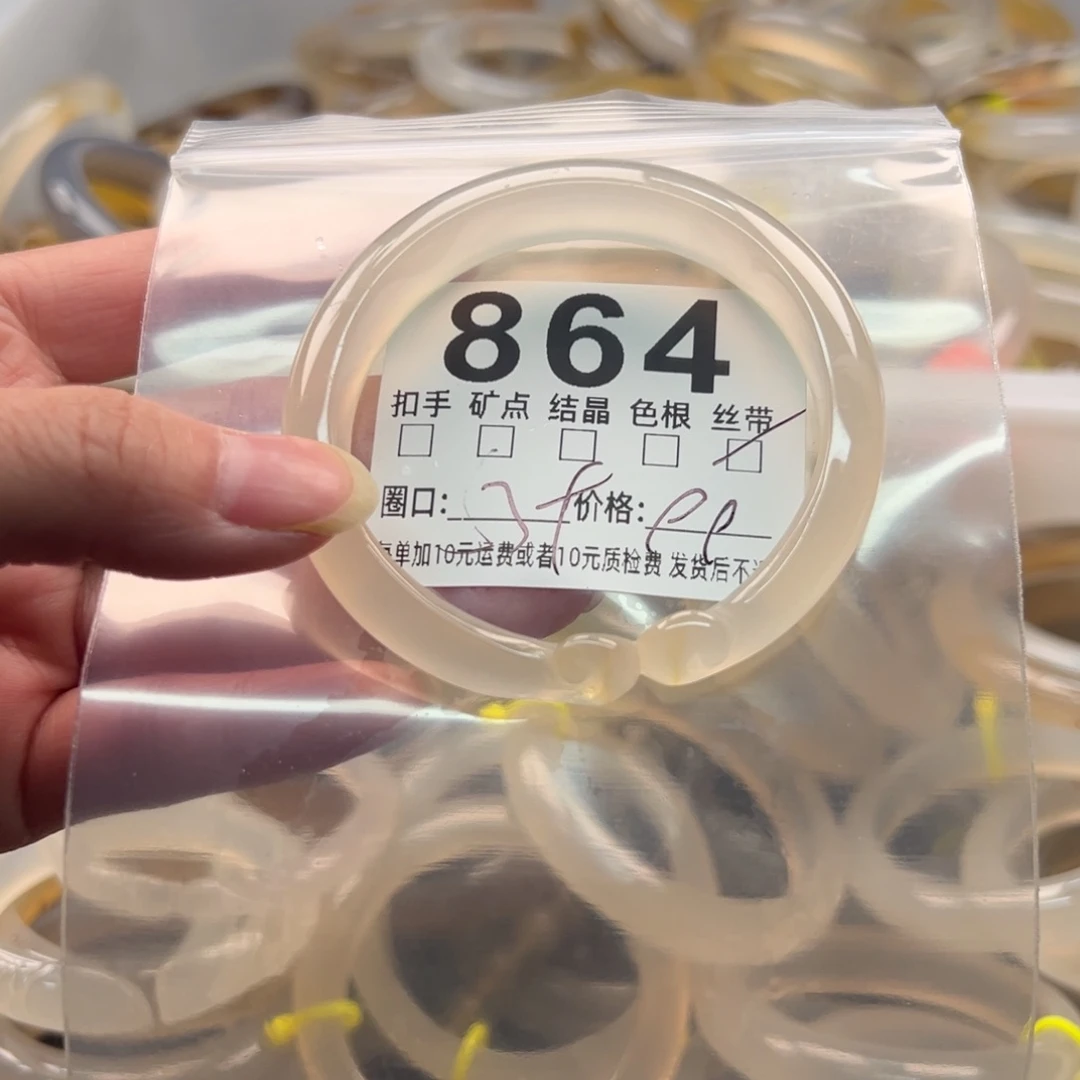 864
扣手 矿点 结晶 色根 丝带
圈口: 价格:
单加10元运费或者10元质检费 发货后不